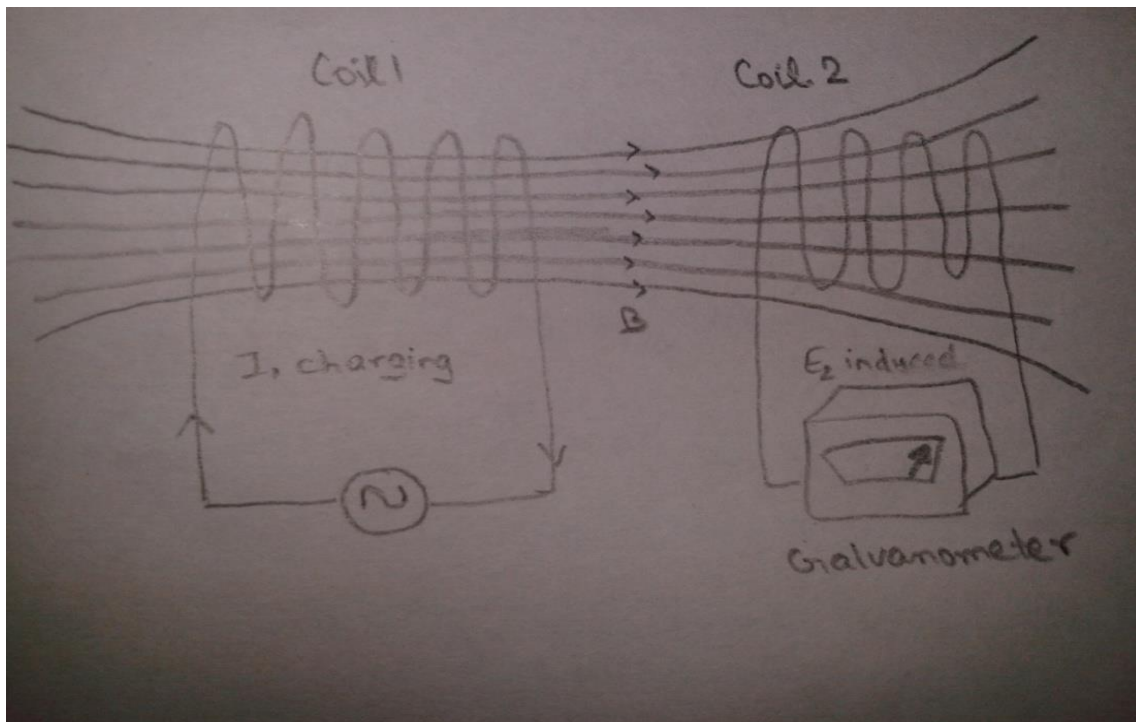 Coil 1
Coil 2
B
I, charging
E2 induced
Galvanometer